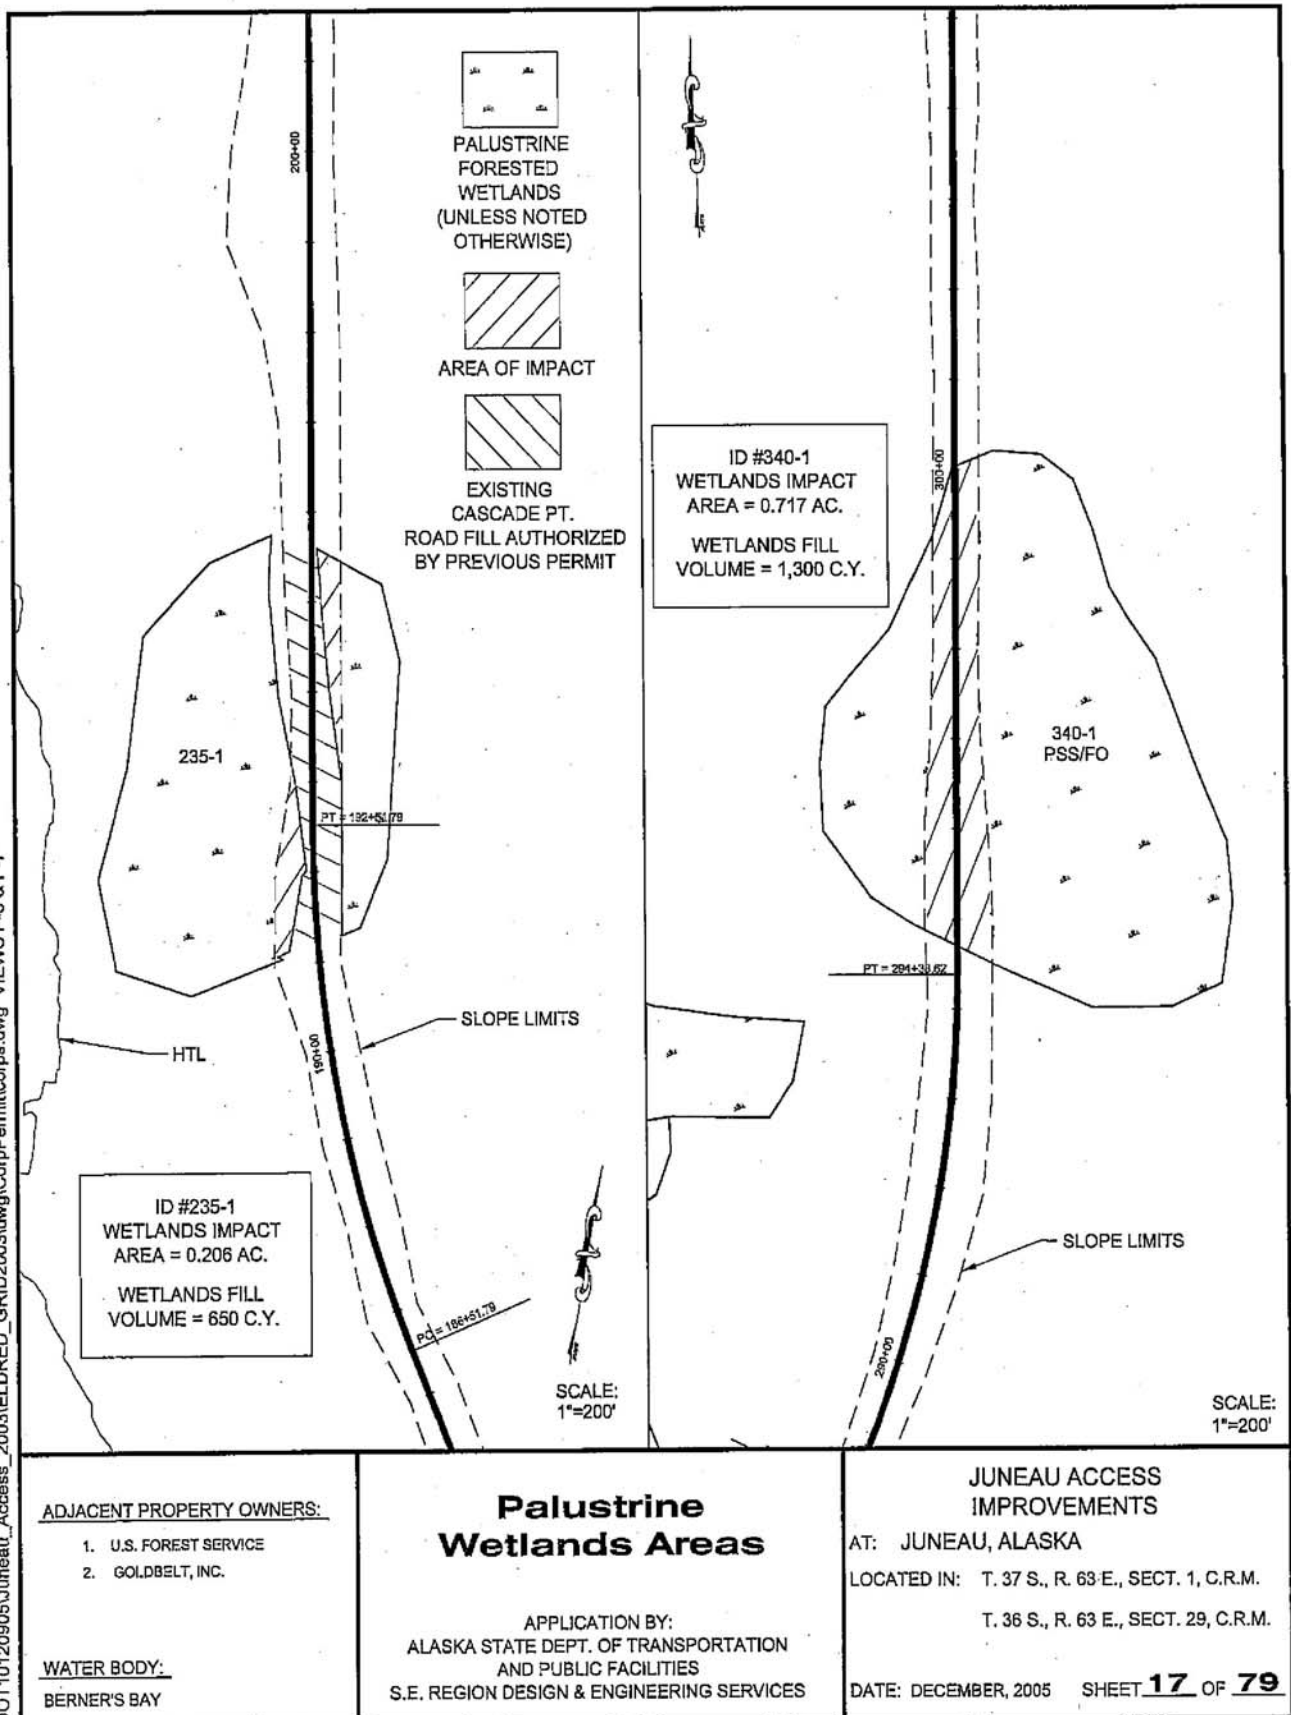 200+00
PALUSTRINE
FORESTED
WETLANDS
(UNLESS NOTED
OTHERWISE)
AREA OF IMPACT
EXISTING
CASCADE PT.
ROAD FILL AUTHORIZED
BY PREVIOUS PERMIT
235-1
PT = 192+51.79
SLOPE LIMITS
HTL
190+00
ID #235-1
WETLANDS IMPACT
AREA = 0.206 AC.
WETLANDS FILL
VOLUME = 650 C.Y.
PC = 186+51.79
SCALE:
1"=200'
ID #340-1
WETLANDS IMPACT
AREA = 0.717 AC.
WETLANDS FILL
VOLUME = 1,300 C.Y.
300+00
340-1
PSS/FO
PT = 294+38.62
SLOPE LIMITS
290+00
SCALE:
1"=200'
ADJACENT PROPERTY OWNERS:
1. U.S. FOREST SERVICE
2. GOLDBELT, INC.
WATER BODY:
BERNER'S BAY
Palustrine
Wetlands Areas
APPLICATION BY:
ALASKA STATE DEPT. OF TRANSPORTATION
AND PUBLIC FACILITIES
S.E. REGION DESIGN & ENGINEERING SERVICES
JUNEAU ACCESS
IMPROVEMENTS
AT: JUNEAU, ALASKA
LOCATED IN: T. 37 S., R. 63 E., SECT. 1, C.R.M.
T. 36 S., R. 63 E., SECT. 29, C.R.M.
DATE: DECEMBER, 2005 SHEET 17 OF 79